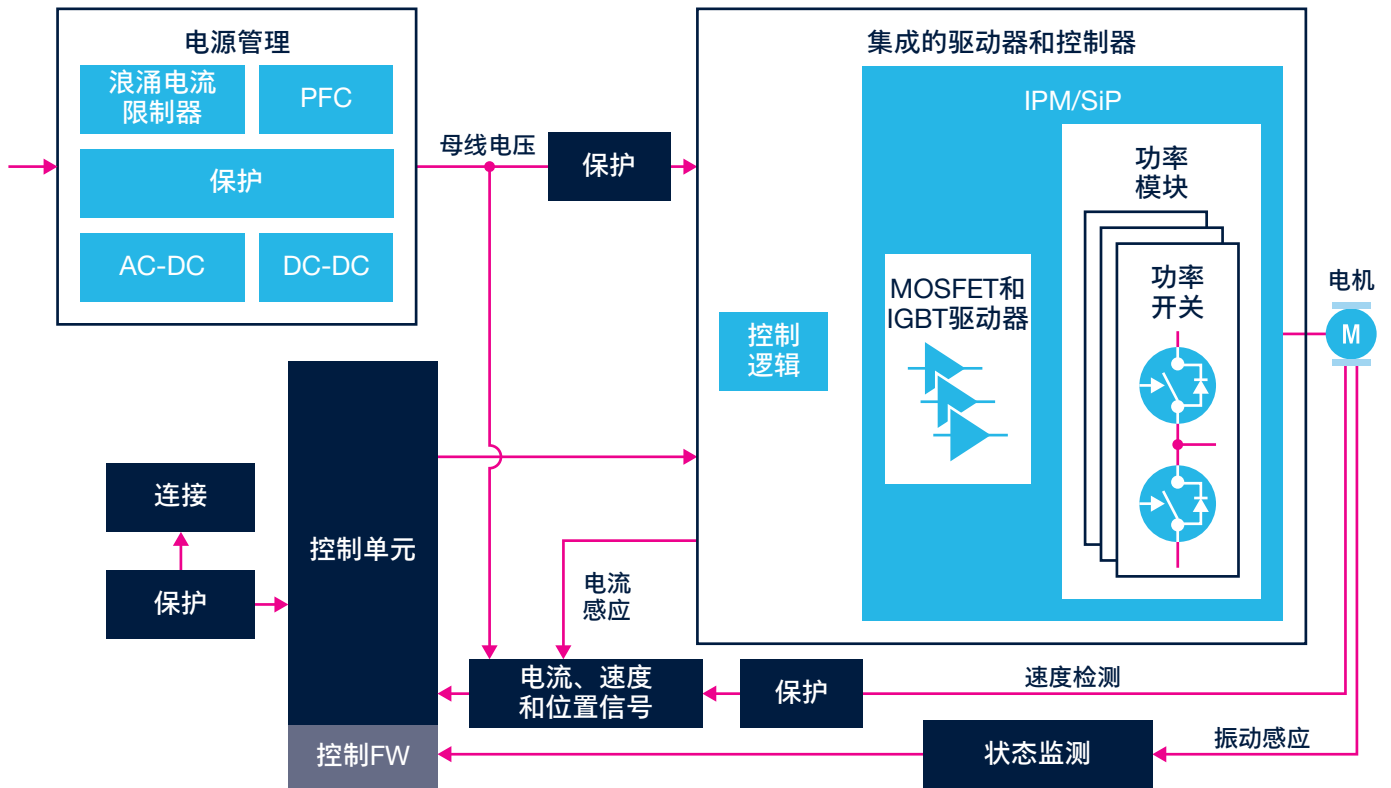 电源管理
浪涌电流
限制器
PFC
保护
AC-DC
DC-DC
母线电压
保护
集成的驱动器和控制器
IPM/SiP
功率
模块
功率
开关
MOSFET和
IGBT驱动器
控制
逻辑
电机
M
连接
保护
控制单元
控制FW
电流
感应
电流、速度
和位置信号
保护
速度检测
状态监测
振动感应